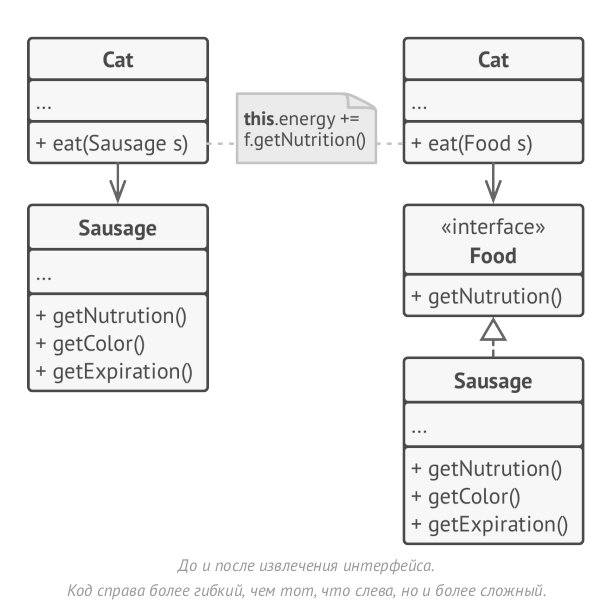 Cat
...
+ eat(Sausage s)
Sausage
...
+ getNutrution()
+ getColor()
+ getExpiration()
this.energy +=
f.getNutrition()
Cat
...
+ eat(Food s)
«interface»
Food
+ getNutrution()
Sausage
...
+ getNutrution()
+ getColor()
+ getExpiration()
До и после извлечения интерфейса.
Код справа более гибкий, чем тот, что слева, но и более сложный.